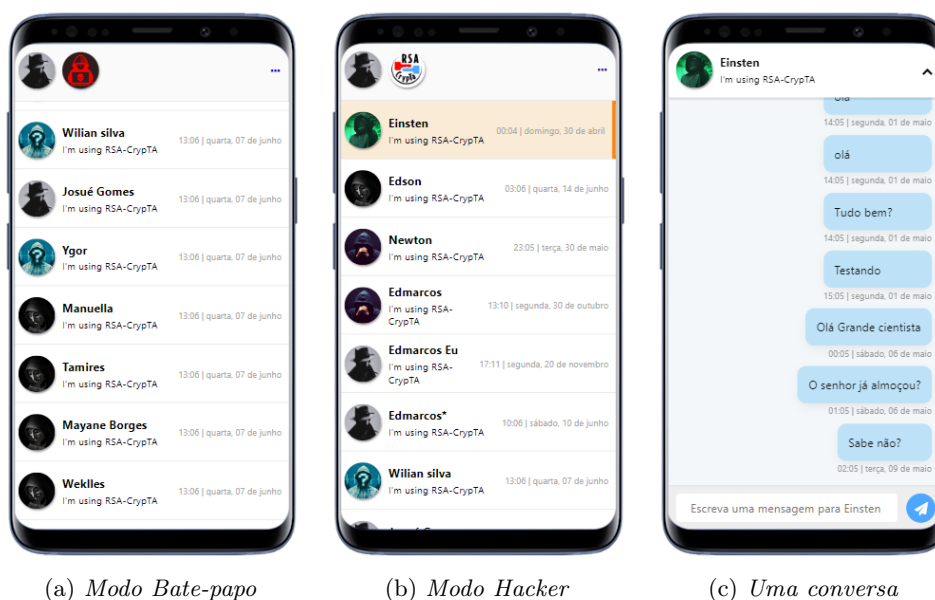 Wilian silva
13:06 | quarta, 07 de junho
I'm using RSA-CrypTA
Josué Gomes
13:06 | quarta, 07 de junho
I'm using RSA-CrypTA
Ygor
13:06 | quarta, 07 de junho
I'm using RSA-CrypTA
Manuella
13:06 | quarta, 07 de junho
I'm using RSA-CrypTA
Tamires
13:06 | quarta, 07 de junho
I'm using RSA-CrypTA
Mayane Borges
13:06 | quarta, 07 de junho
I'm using RSA-CrypTA
Weklles
13:06 | quarta, 07 de junho
I'm using RSA-CrypTA
(a) Modo Bate-papo
RSA
CrypTA
Einsten
00:04 | domingo, 30 de abril
I'm using RSA-CrypTA
Edson
03:06 | quarta, 14 de junho
I'm using RSA-CrypTA
Newton
23:05 | terça, 30 de maio
I'm using RSA-CrypTA
Edmarcos
13:10 | segunda, 30 de outubro
I'm using RSA-
CrypTA
Edmarcos Eu
17:11 | segunda, 20 de novembro
I'm using RSA-
CrypTA
Edmarcos*
10:06 | sábado, 10 de junho
I'm using RSA-CrypTA
Wilian silva
13:06 | quarta, 07 de junho
I'm using RSA-CrypTA
(b) Modo Hacker
Einsten
I'm using RSA-CrypTA
14:05 | segunda, 01 de maio
olá
14:05 | segunda, 01 de maio
Tudo bem?
14:05 | segunda, 01 de maio
Testando
15:05 | segunda, 01 de maio
Olá Grande cientista
00:05 | sábado, 06 de maio
O senhor já almoçou?
01:05 | sábado, 06 de maio
Sabe não?
02:05 | terça, 09 de maio
Escreva uma mensagem para Einsten
(c) Uma conversa